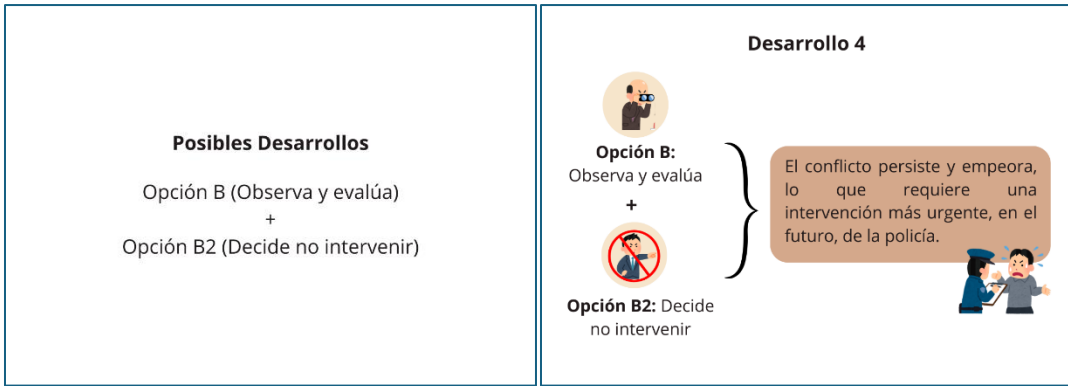 Posibles Desarrollos
Opción B (Observa y evalúa)
+
Opción B2 (Decide no intervenir)
Desarrollo 4
Opción B:
Observa y evalúa
+
Opción B2: Decide
no intervenir
El conflicto persiste y empeora,
lo que requiere una
intervención más urgente, en el
futuro, de la policía.